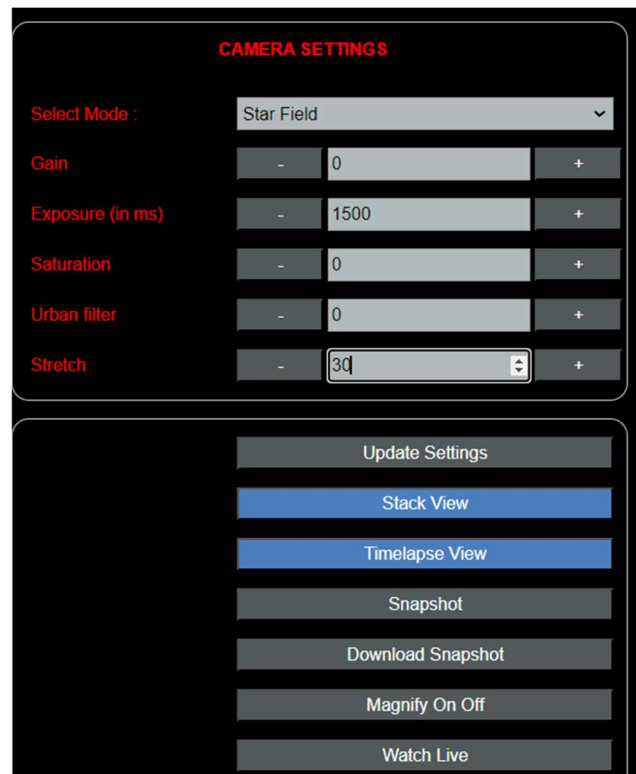 CAMERA SETTINGS
Select Mode : Star Field
Gain - 0 +
Exposure (in ms) - 1500 +
Saturation - 0 +
Urban filter - 0 +
Stretch - 30 +
Update Settings
Stack View
Timelapse View
Snapshot
Download Snapshot
Magnify On Off
Watch Live